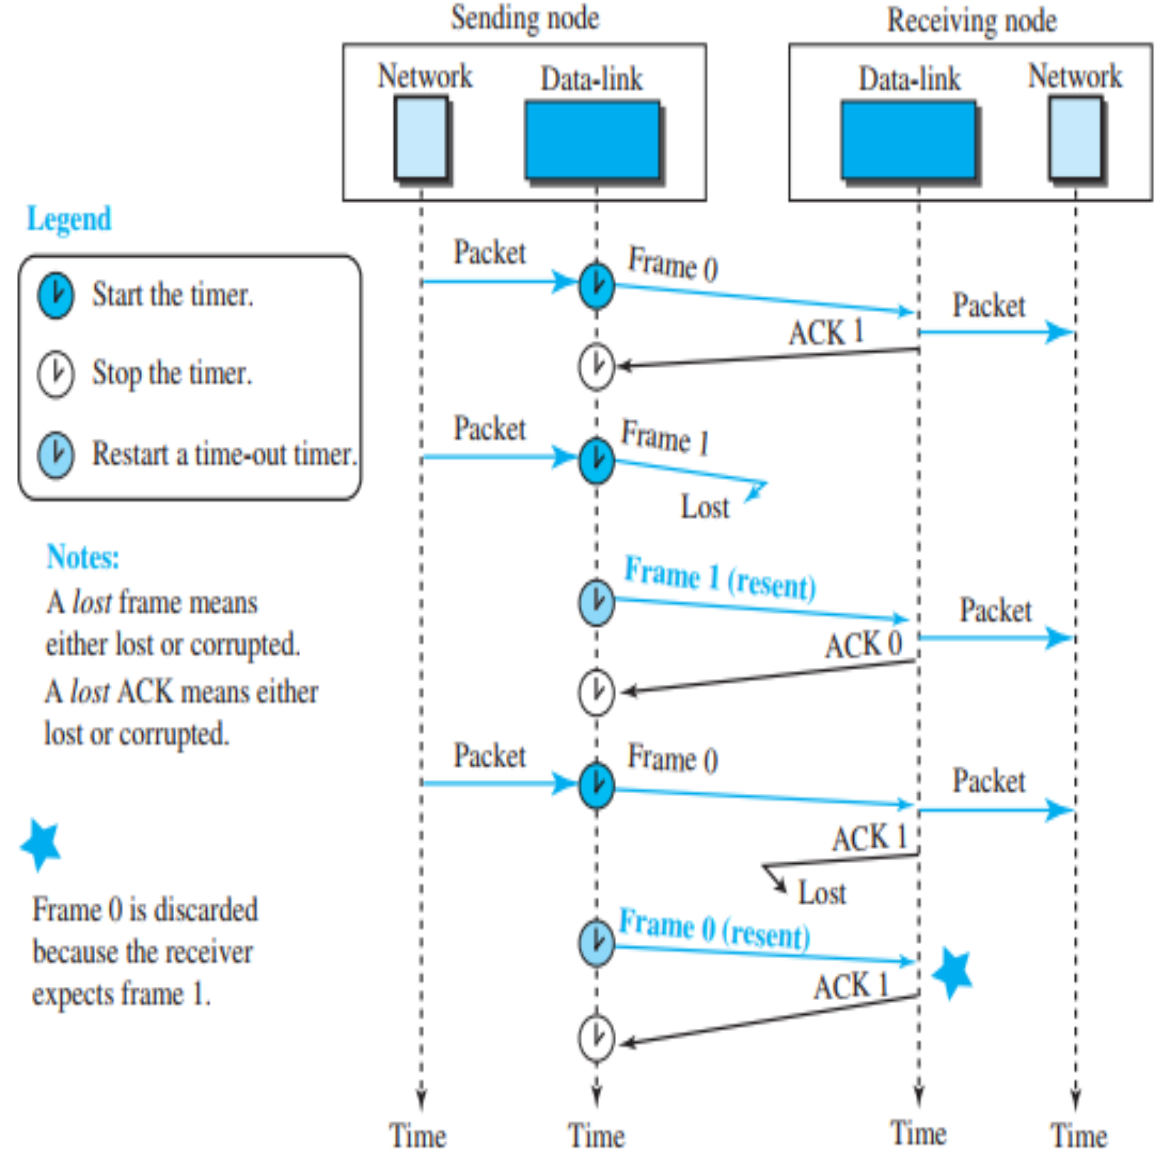 Sending node
Receiving node
Network
Data-link
Data-link
Network
Legend
Start the timer.
Stop the timer.
Restart a time-out timer.
Notes:
A lost frame means
either lost or corrupted.
A lost ACK means either
lost or corrupted.
Frame 0 is discarded
because the receiver
expects frame 1.
Packet
Frame 0
Packet
ACK 1
Packet
Frame 1
Lost
Frame 1 (resent)
Packet
ACK 0
Packet
Frame 0
Packet
ACK 1
Lost
Frame 0 (resent)
ACK 1
Time
Time
Time
Time